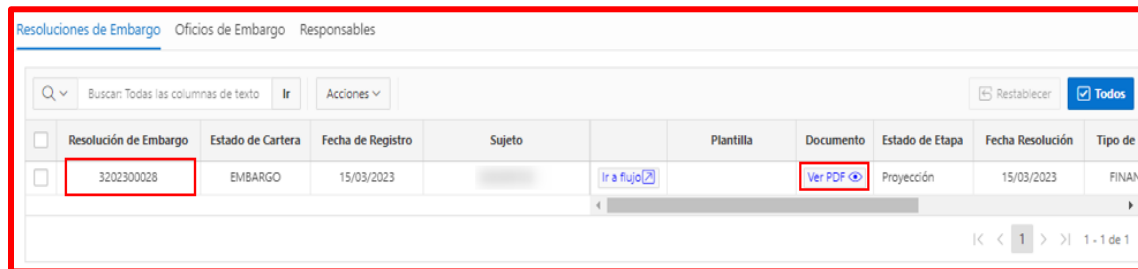 Resoluciones de Embargo Oficios de Embargo Responsables
Buscar: Todas las columnas de texto Ir Acciones Restablecer Todos
Resolución de Embargo Estado de Cartera Fecha de Registro Sujeto Plantilla Documento Estado de Etapa Fecha Resolución Tipo de
3202300028 EMBARGO 15/03/2023 Ir a flujo Ver PDF Proyección 15/03/2023 FINAN
1 1 - 1 de 1